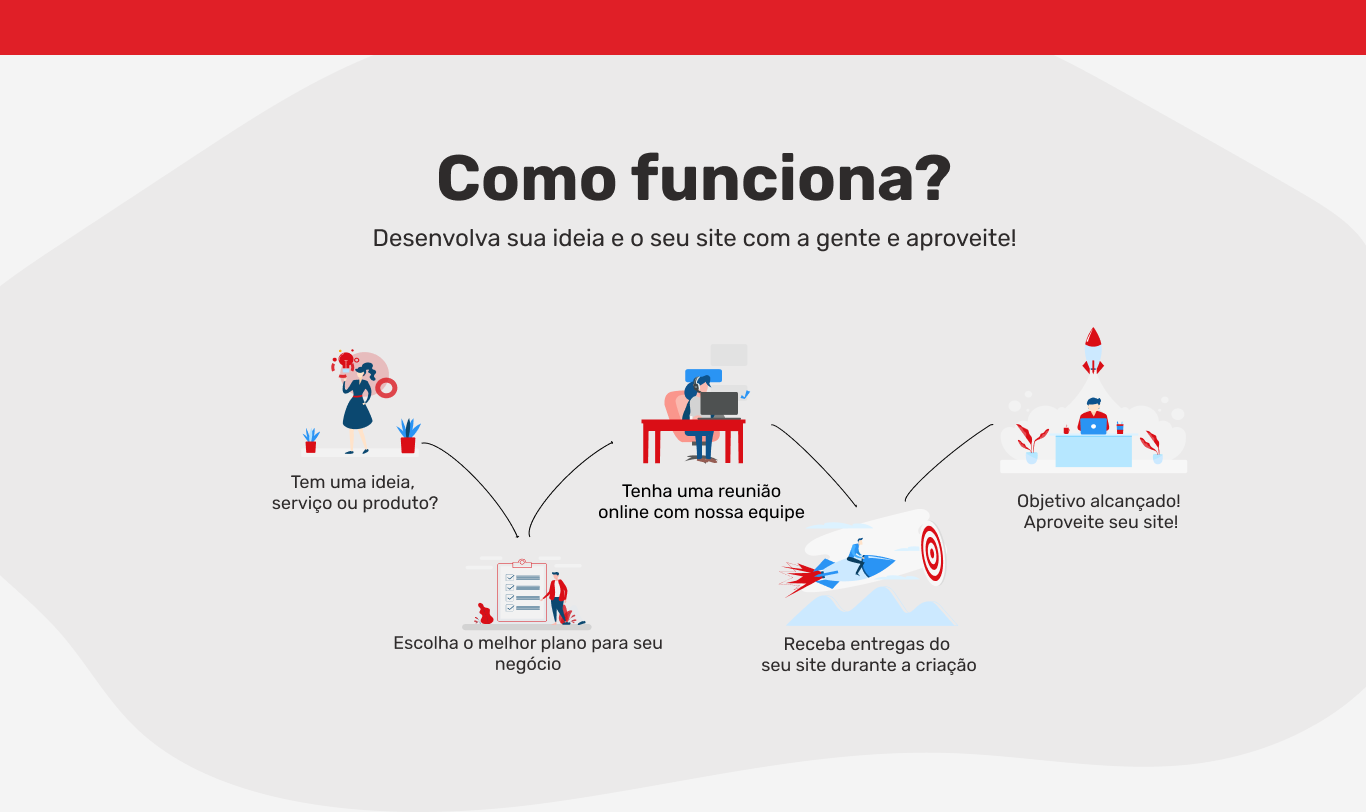 Como funciona?
Desenvolva sua ideia e o seu site com a gente e aproveite!
Tem uma ideia,
serviço ou produto?
Escolha o melhor plano para seu
negócio
Tenha uma reunião
online com nossa equipe
Receba entregas do
seu site durante a criação
Objetivo alcançado!
Aproveite seu site!